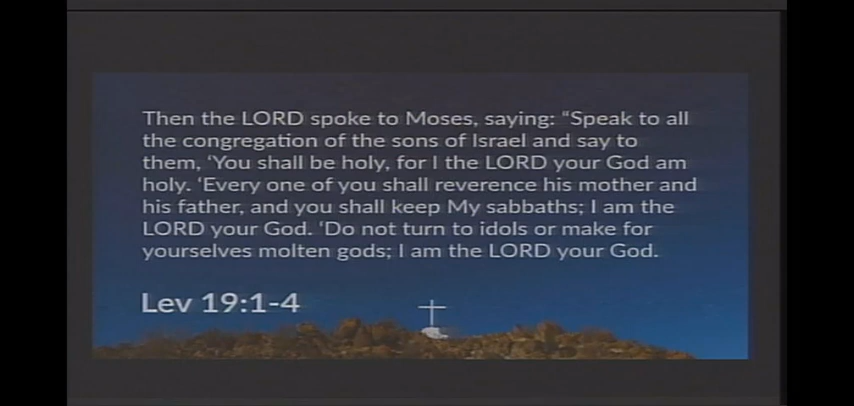 Then the LORD spoke to Moses, saying: “Speak to all
the congregation of the sons of Israel and say to
them, ‘You shall be holy, for I the LORD your God am
holy. ‘Every one of you shall reverence his mother and
his father, and you shall keep My sabbaths; I am the
LORD your God. ‘Do not turn to idols or make for
yourselves molten gods; I am the LORD your God.
Lev 19:1-4